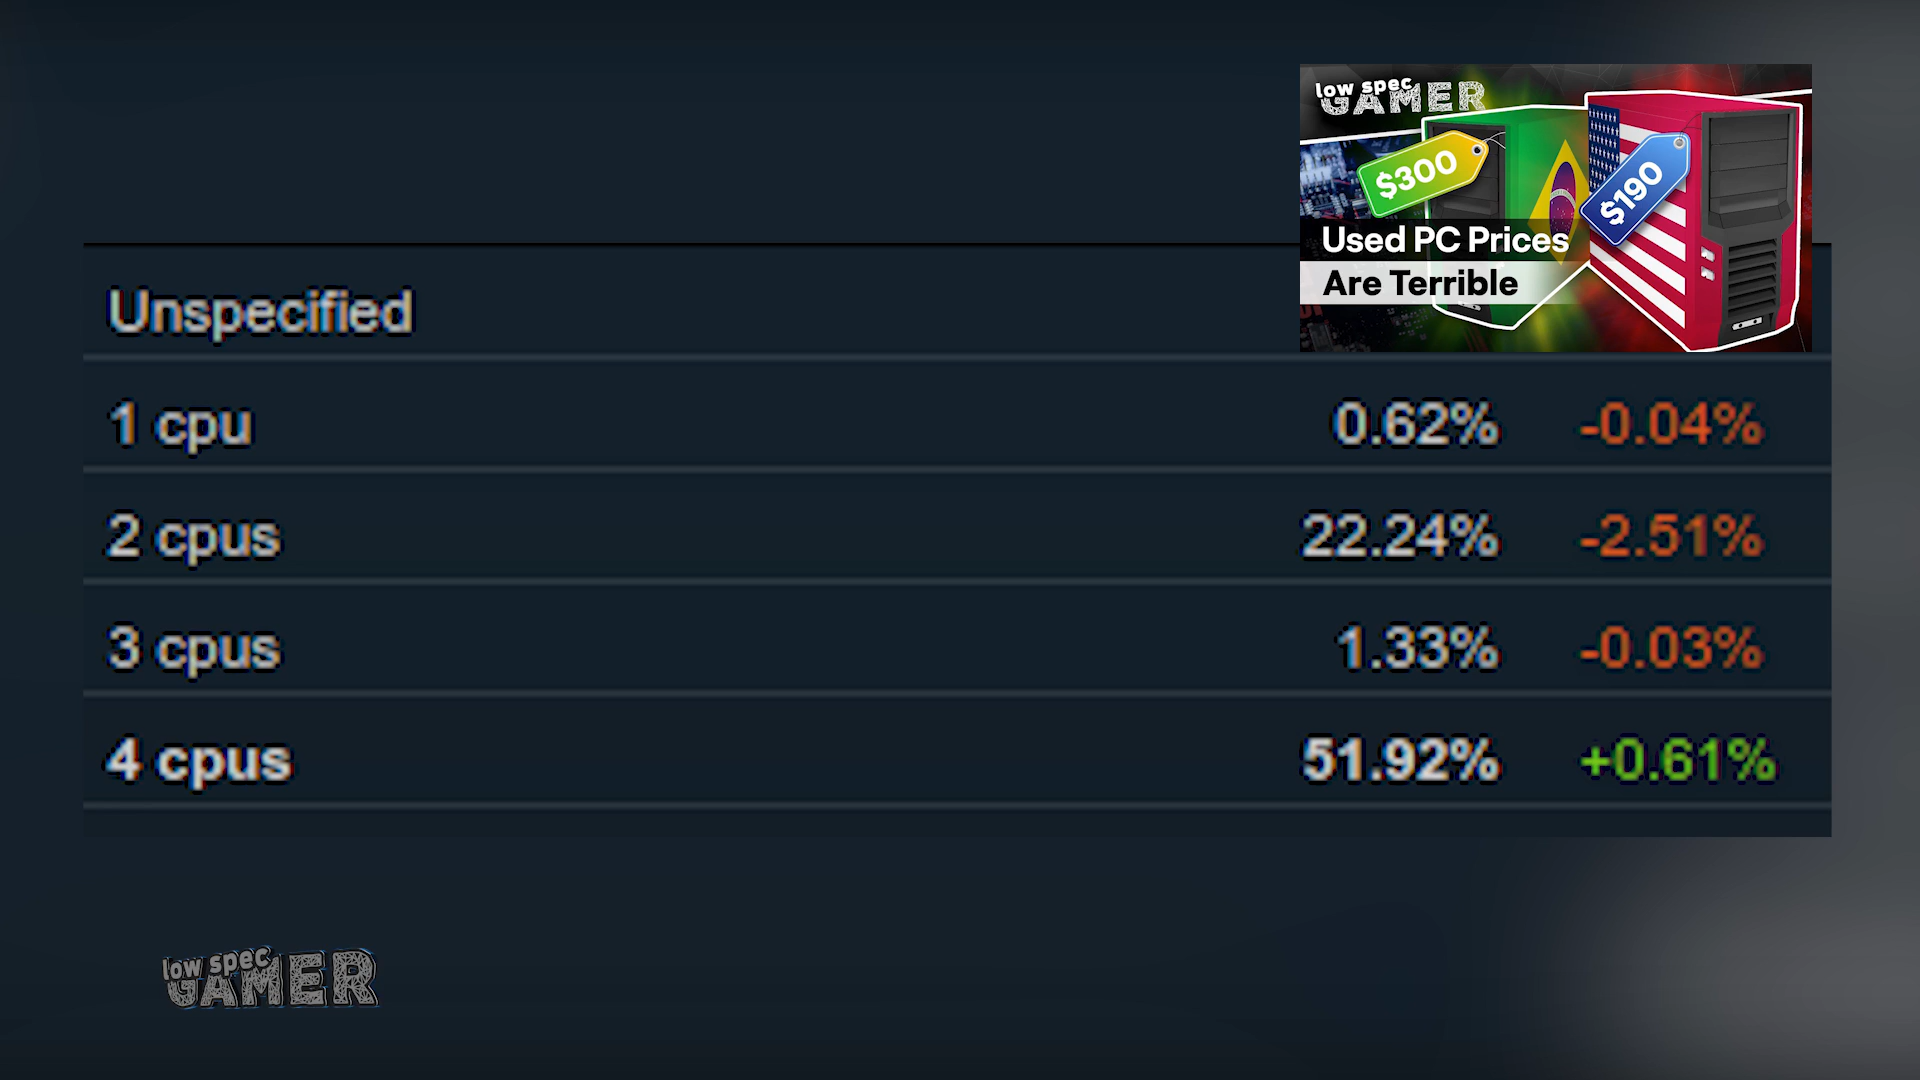 low spec
GAMER
$300
$190
Used PC Prices
Are Terrible
Unspecified
1 cpu 0.62% -0.04%
2 cpus 22.24% -2.51%
3 cpus 1.33% -0.03%
4 cpus 51.92% +0.61%
low spec
GAMER